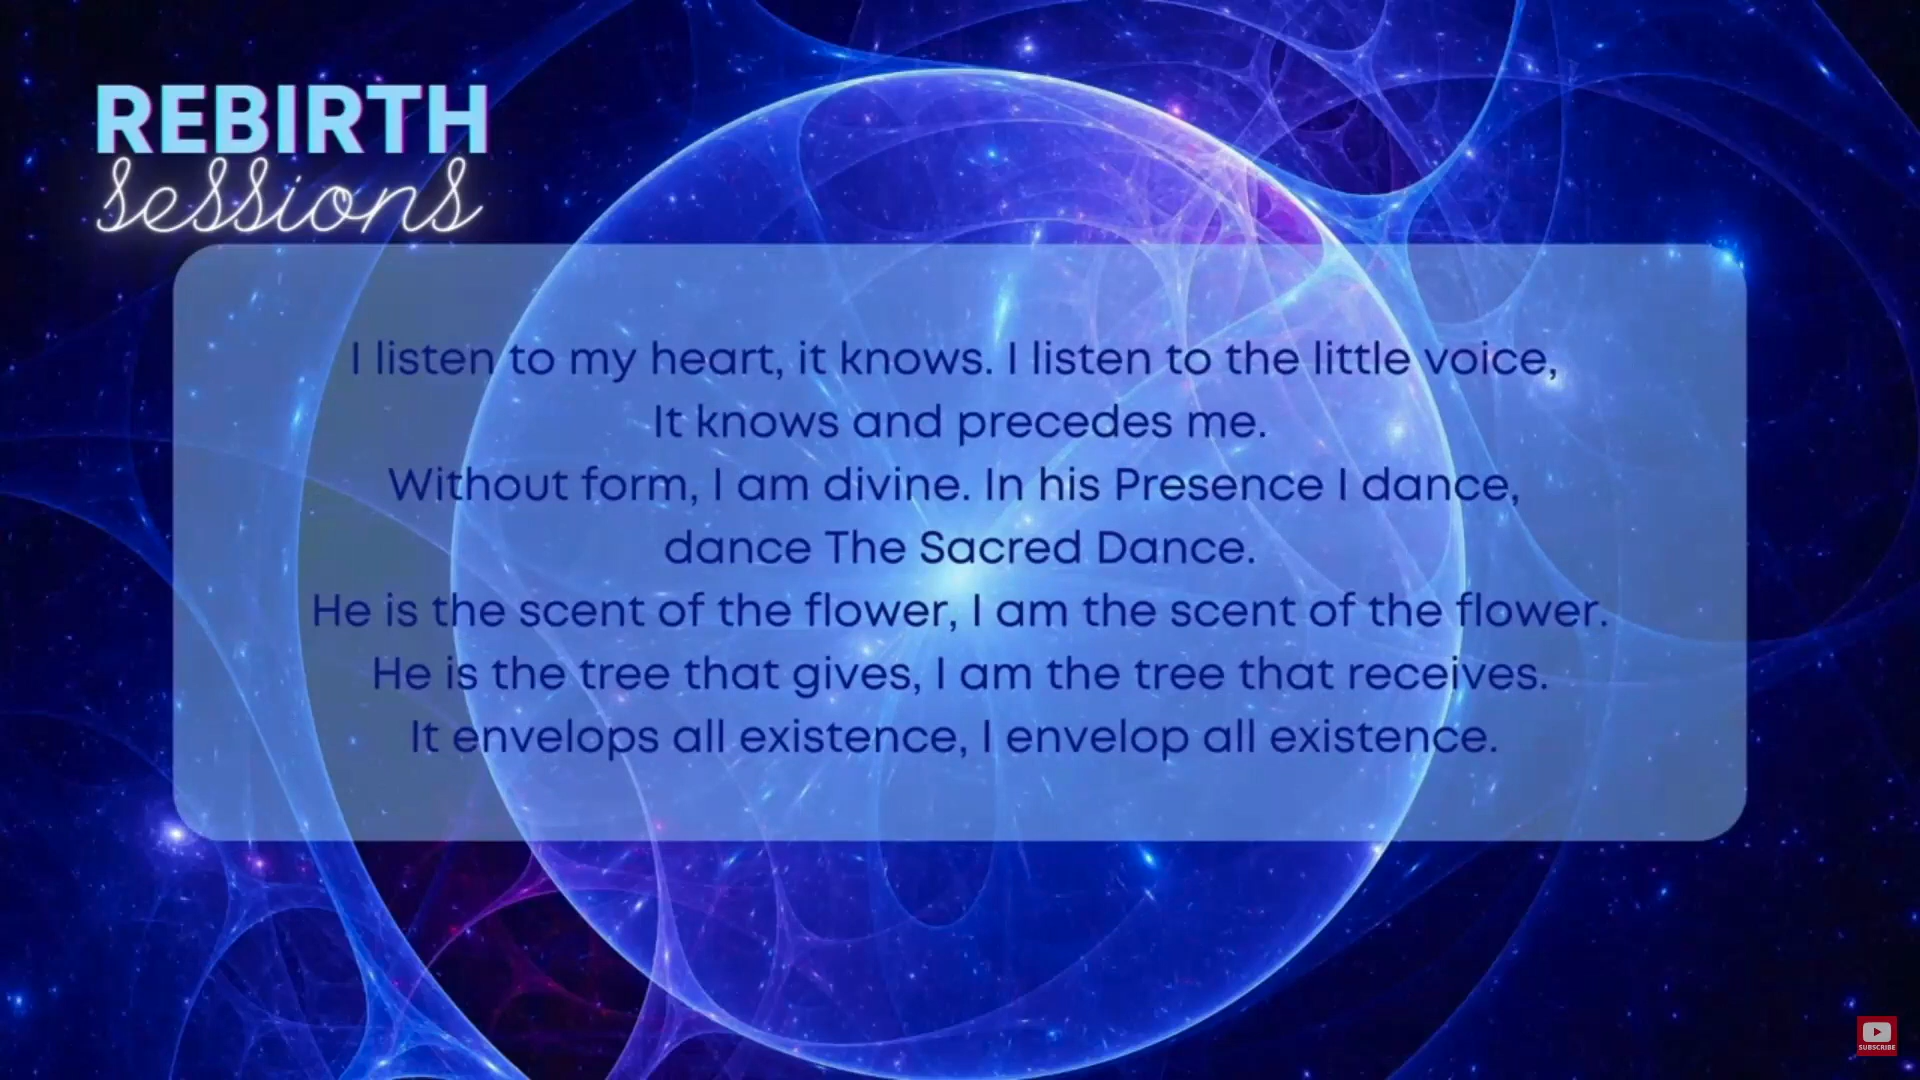 REBIRTH
sessions
I listen to my heart, it knows. I listen to the little voice,
It knows and precedes me.
Without form, I am divine. In his Presence I dance,
dance The Sacred Dance.
He is the scent of the flower, I am the scent of the flower.
He is the tree that gives, I am the tree that receives.
It envelops all existence, I envelop all existence.
SUBSCRIBE